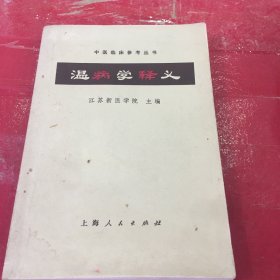 中医临床参考丛书
温病学释义
江苏新医学院 主编
上海人民出版社